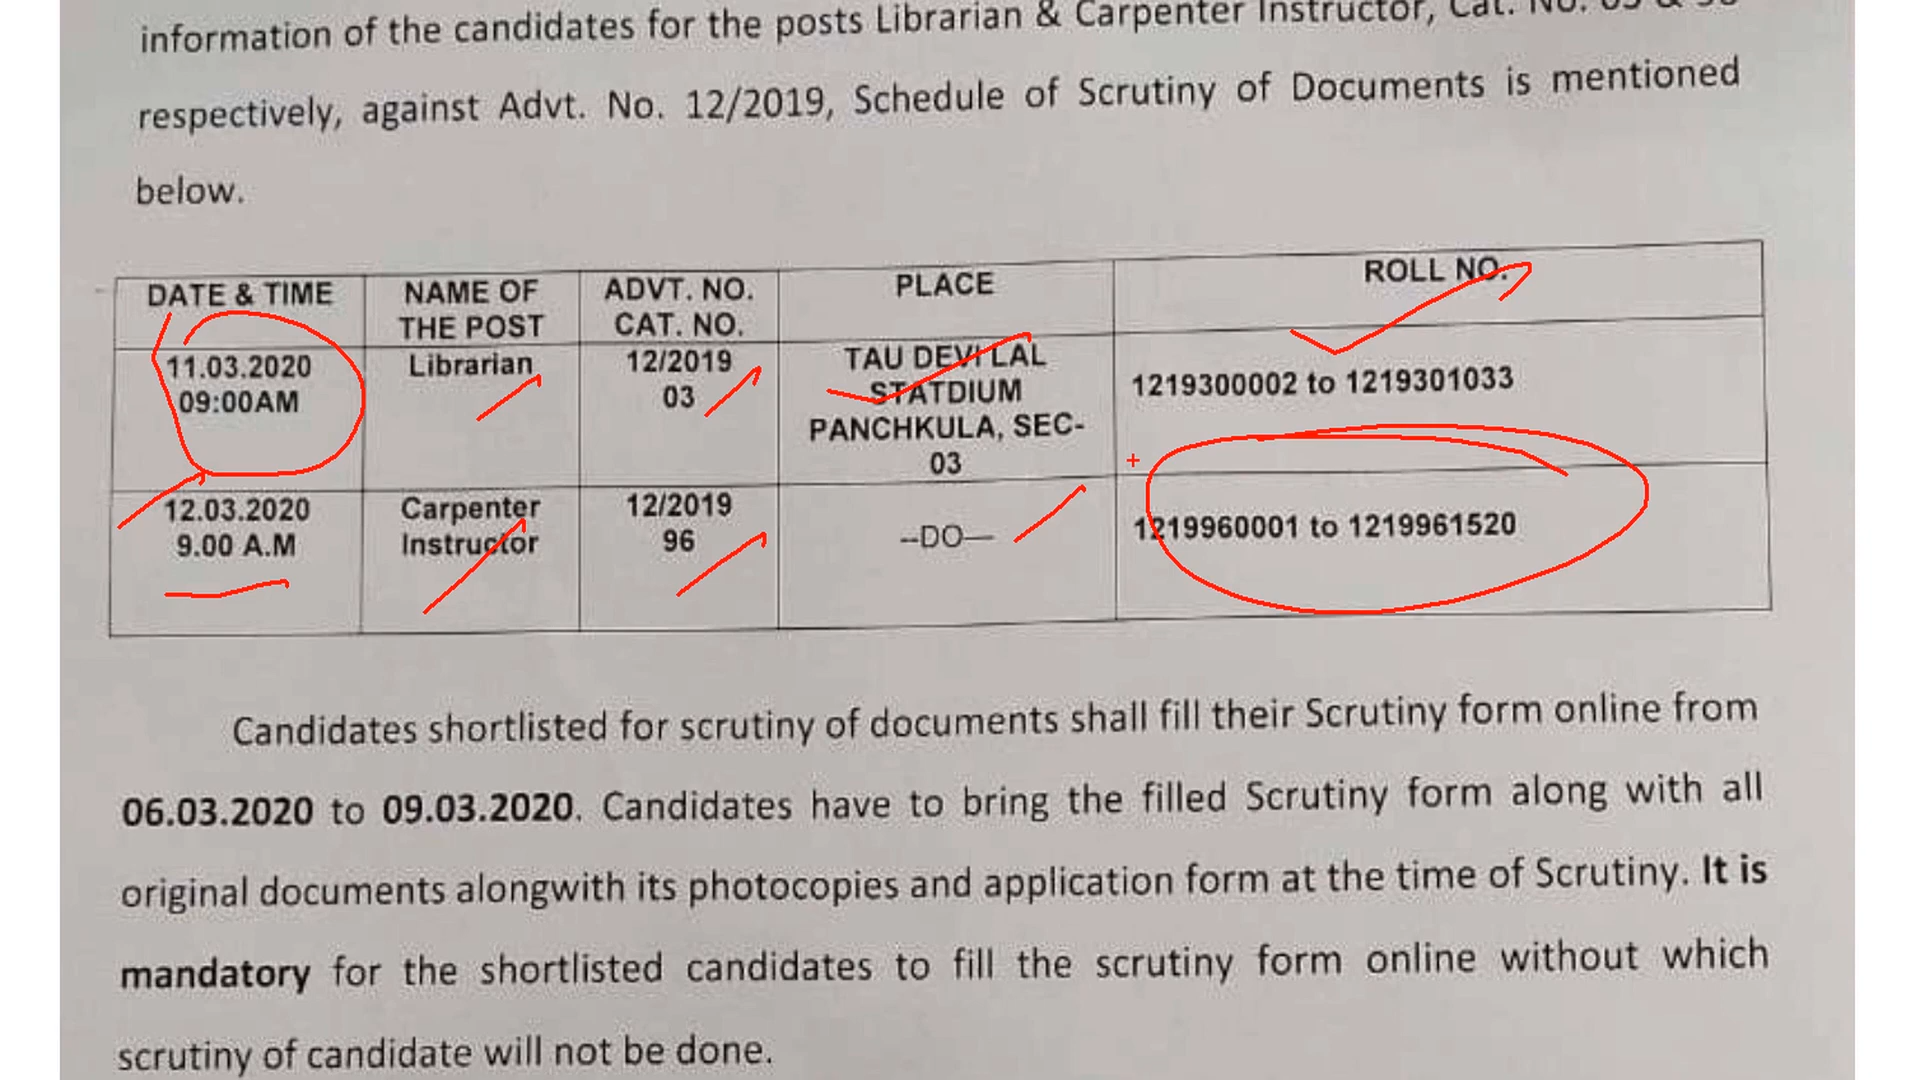 information of the candidates for the posts Librarian & Carpenter Instructor, Cat. No.
respectively, against Advt. No. 12/2019, Schedule of Scrutiny of Documents is mentioned
below.
DATE & TIME
NAME OF
THE POST
ADVT. NO.
CAT. NO.
PLACE
ROLL NO.
11.03.2020
09:00AM
Librarian
12/2019
03
TAU DEVI LAL
STATDIUM
PANCHKULA, SEC-
03
1219300002 to 1219301033
12.03.2020
9.00 A.M
Carpenter
Instructor
12/2019
96
--DO—
1219960001 to 1219961520
Candidates shortlisted for scrutiny of documents shall fill their Scrutiny form online from
06.03.2020 to 09.03.2020. Candidates have to bring the filled Scrutiny form along with all
original documents alongwith its photocopies and application form at the time of Scrutiny. It is
mandatory for the shortlisted candidates to fill the scrutiny form online without which
scrutiny of candidate will not be done.